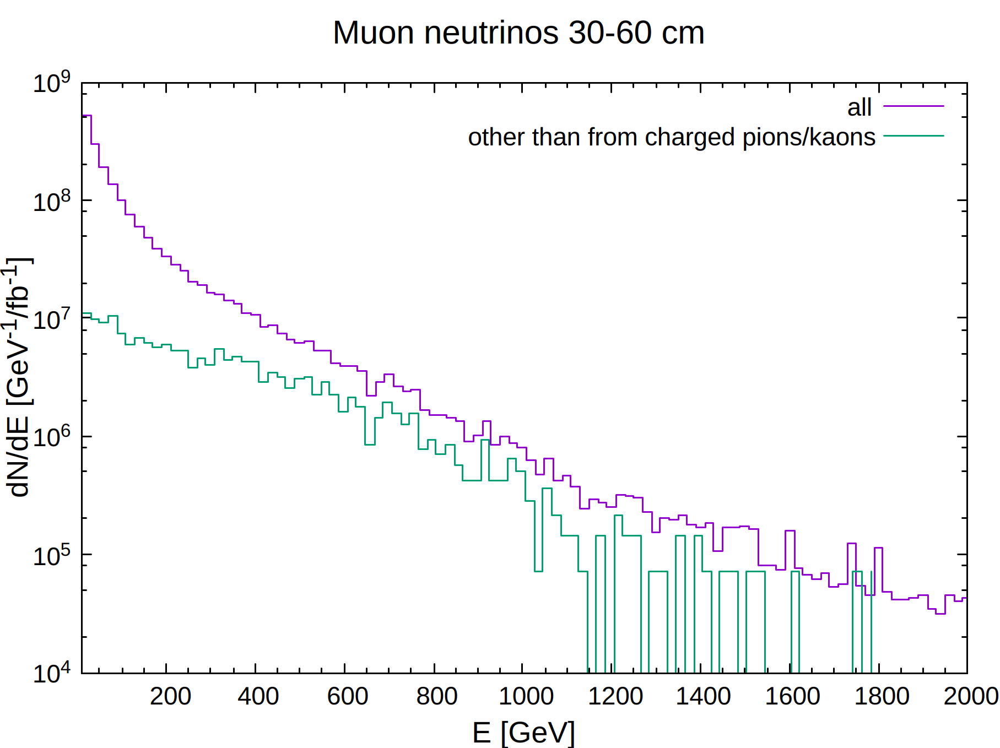 Muon neutrinos 30-60 cm
all
other than from charged pions/kaons
10^9
10^8
10^7
10^6
10^5
10^4
dN/dE [GeV^-1/fb^-1]
200 400 600 800 1000 1200 1400 1600 1800 2000
E [GeV]